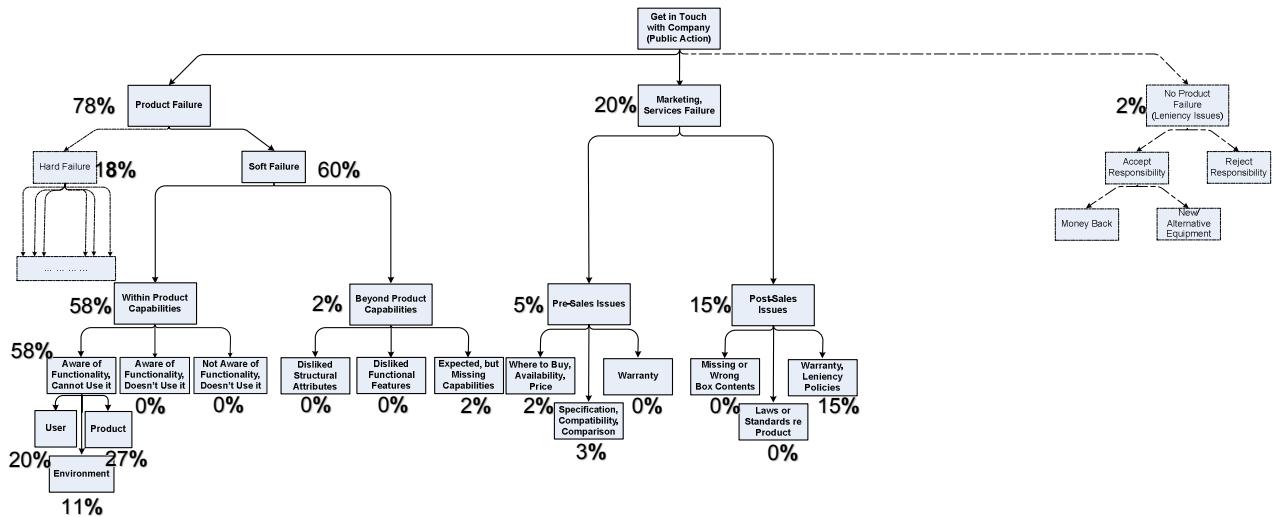 Get in Touch
with Company
(Public Action)
78%
Product Failure
20%
Marketing,
Services Failure
2%
No Product
Failure
(Leniency Issues)
Hard Failure
18%
Soft Failure
60%
Accept
Responsibility
Reject
Responsibility
Money Back
New/
Alternative
Equipment
... ... ... ...
58%
Within Product
Capabilities
2%
Beyond Product
Capabilities
5%
Pre-Sales Issues
15%
Post-Sales
Issues
58%
Aware of
Functionality,
Cannot Use it
Aware of
Functionality,
Doesn't Use it
0%
Not Aware of
Functionality,
Doesn't Use it
0%
Disliked
Structural
Attributes
0%
Disliked
Functional
Features
0%
Expected, but
Missing
Capabilities
2%
Where to Buy,
Availability,
Price
2%
Specification,
Compatibility,
Comparison
3%
Warranty
0%
Missing or
Wrong
Box Contents
0%
Laws or
Standards re
Product
0%
Warranty,
Leniency
Policies
15%
User
20%
Product
27%
Environment
11%